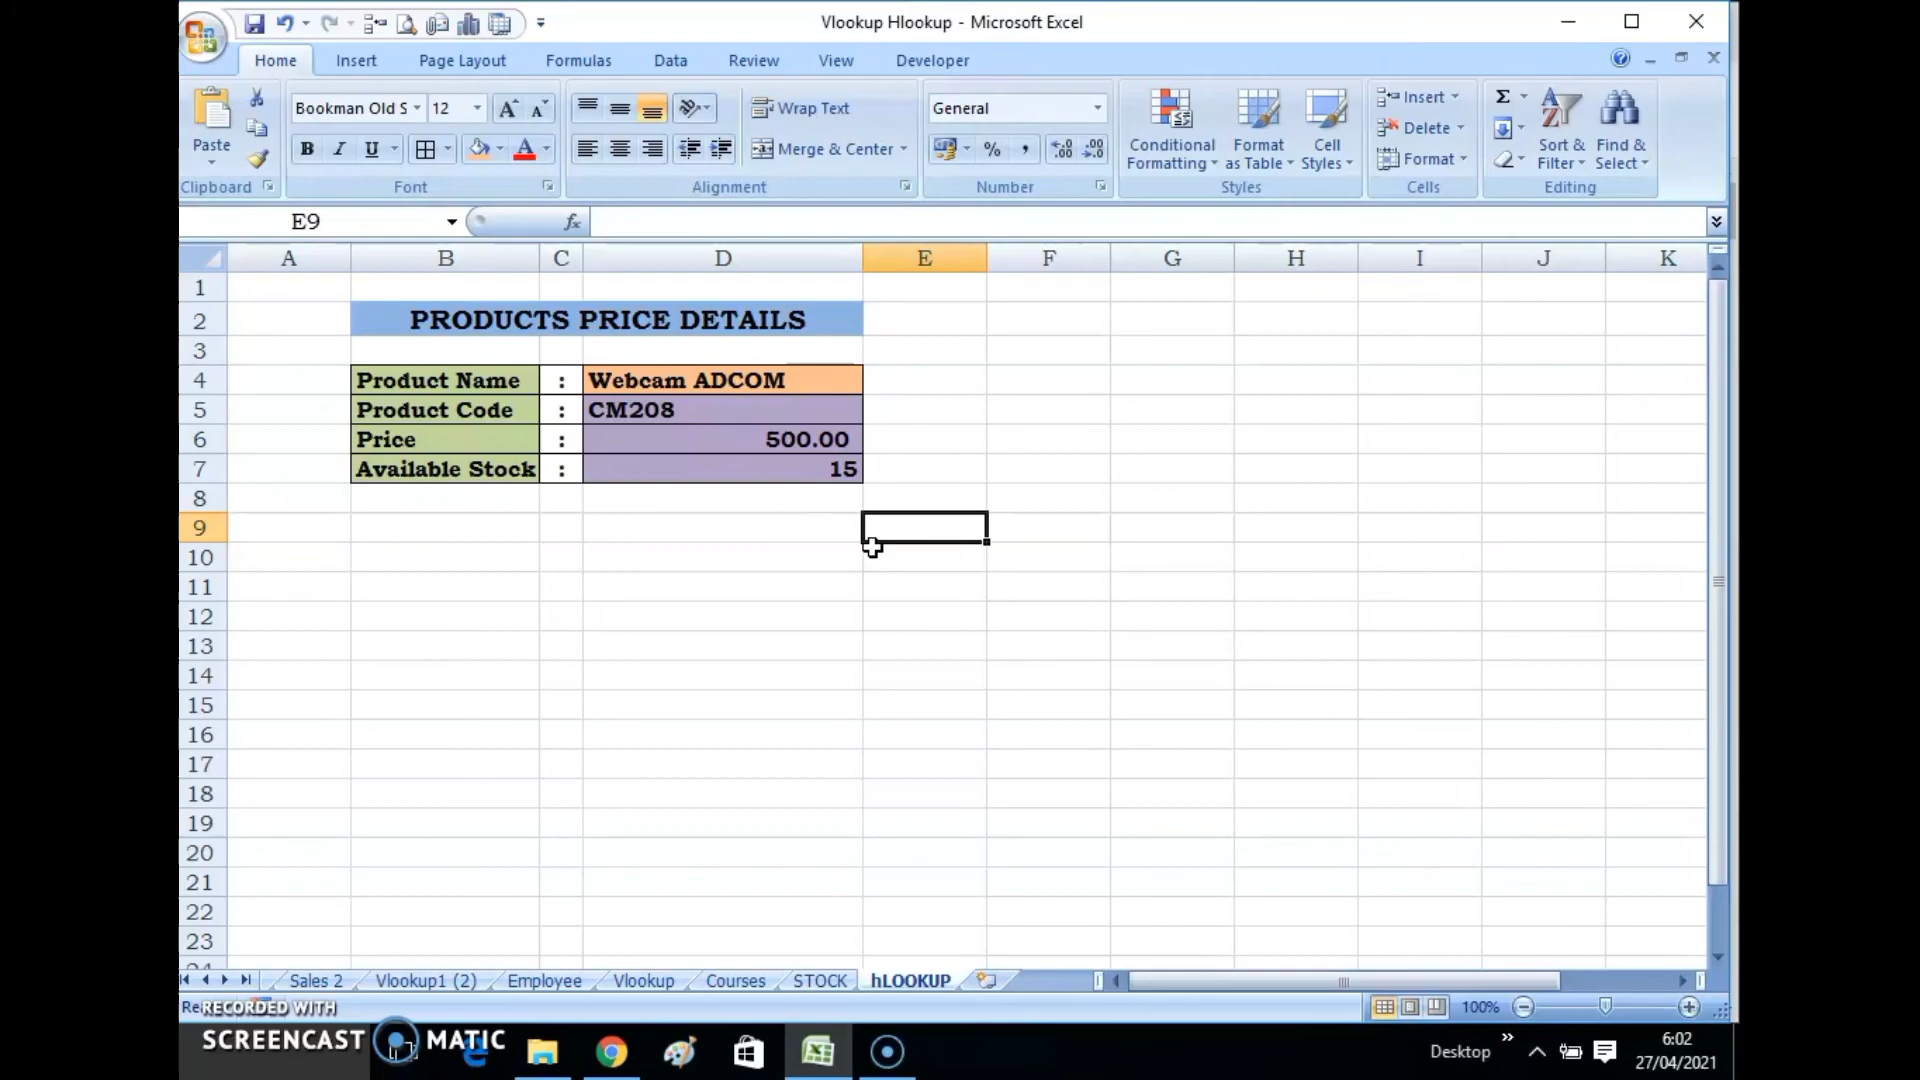 Vlookup Hlookup - Microsoft Excel
Home Insert Page Layout Formulas Data Review View Developer
Paste
Clipboard
Bookman Old S 12
B I U A
Font
Wrap Text
Merge & Center
Alignment
General
%
Number
Conditional Formatting
Format as Table
Cell Styles
Styles
Insert
Delete
Format
Cells
Σ
Sort & Filter
Find & Select
Editing
E9 fx
A B C D E F G H I J K
1
2 PRODUCTS PRICE DETAILS
3
4 Product Name : Webcam ADCOM
5 Product Code : CM208
6 Price : 500.00
7 Available Stock : 15
8
9
10
11
12
13
14
15
16
17
18
19
20
21
22
23
Sales 2 Vlookup1 (2) Employee Vlookup Courses STOCK hLOOKUP
100%
RECORDED WITH
SCREENCAST MATIC
Desktop
6:02
27/04/2021